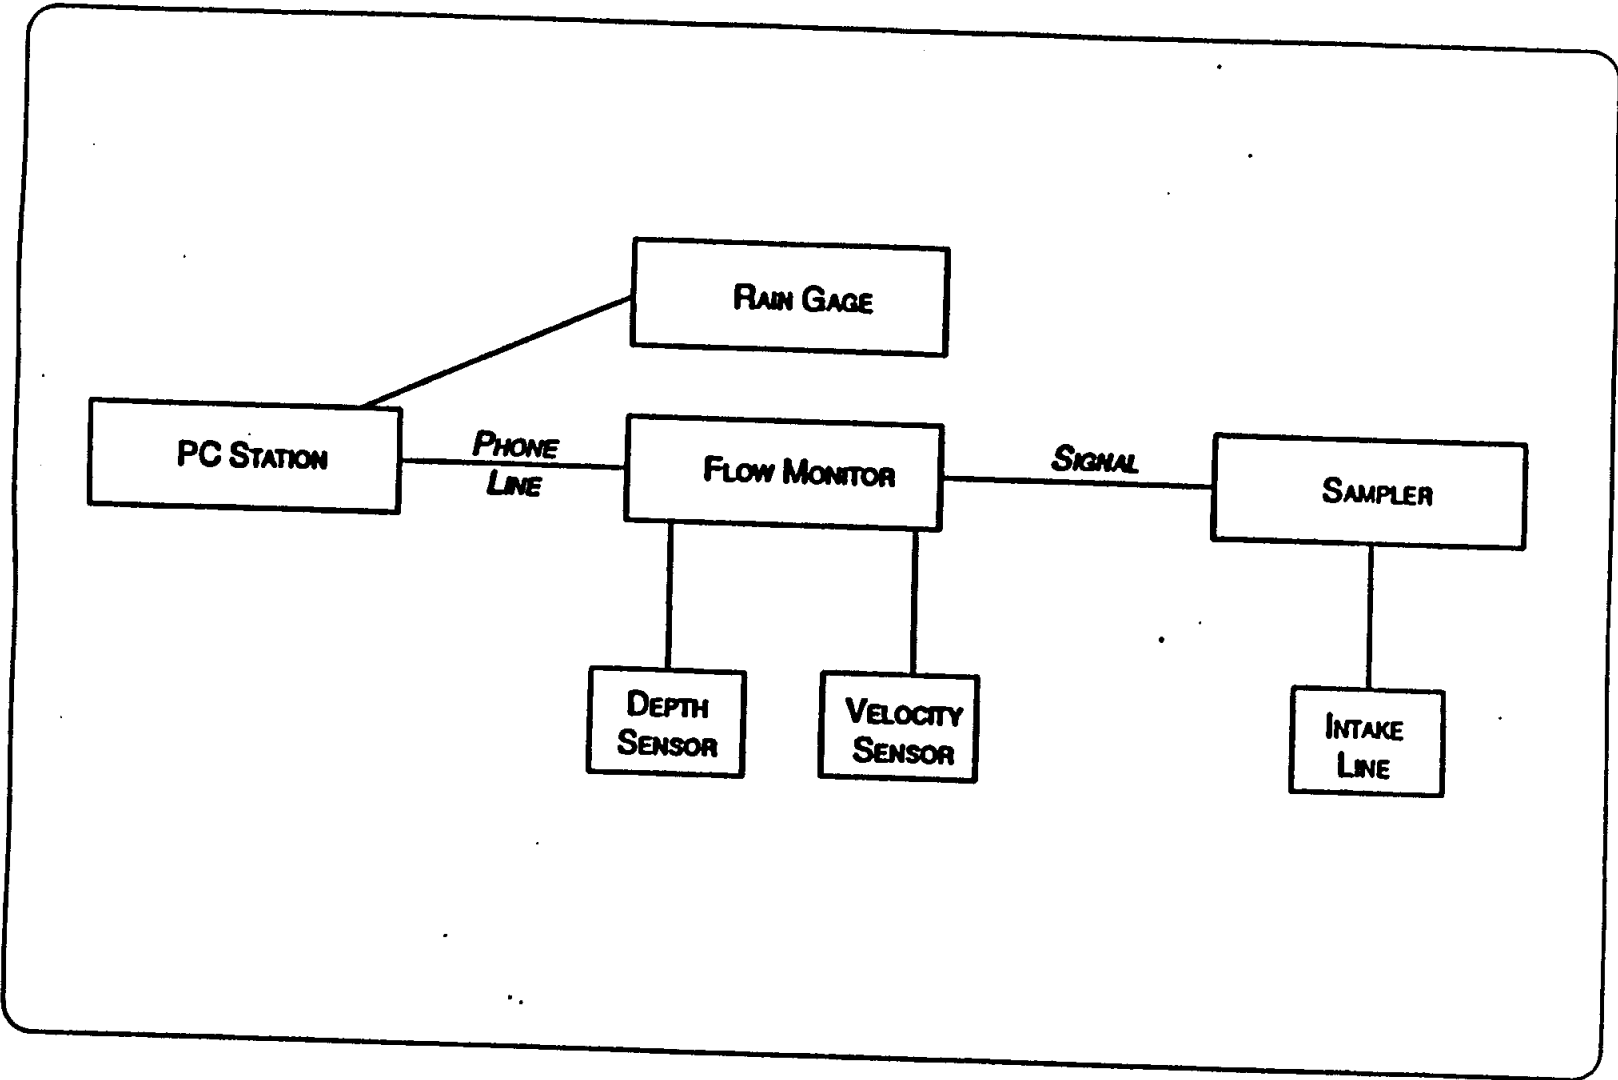 RAIN GAGE
PC STATION
PHONE
LINE
FLOW MONITOR
SIGNAL
SAMPLER
DEPTH
SENSOR
VELOCITY
SENSOR
INTAKE
LINE